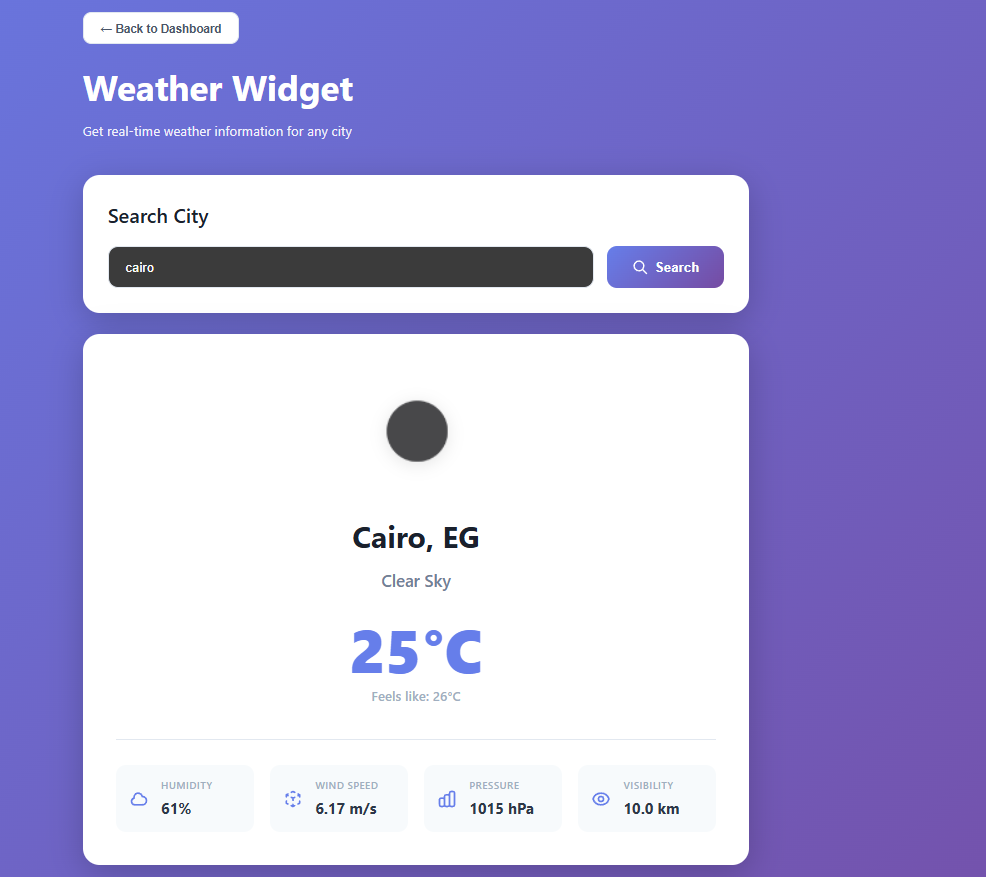 ← Back to Dashboard
Weather Widget
Get real-time weather information for any city
Search City
cairo
Search
Cairo, EG
Clear Sky
25°C
Feels like: 26°C
HUMIDITY
61%
WIND SPEED
6.17 m/s
PRESSURE
1015 hPa
VISIBILITY
10.0 km